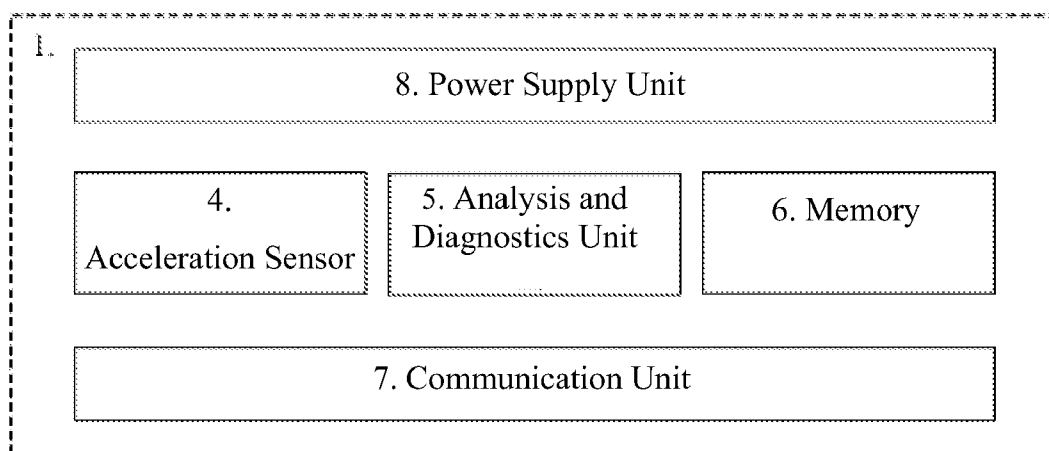 1.
8. Power Supply Unit
4.
Acceleration Sensor
5. Analysis and
Diagnostics Unit
6. Memory
7. Communication Unit